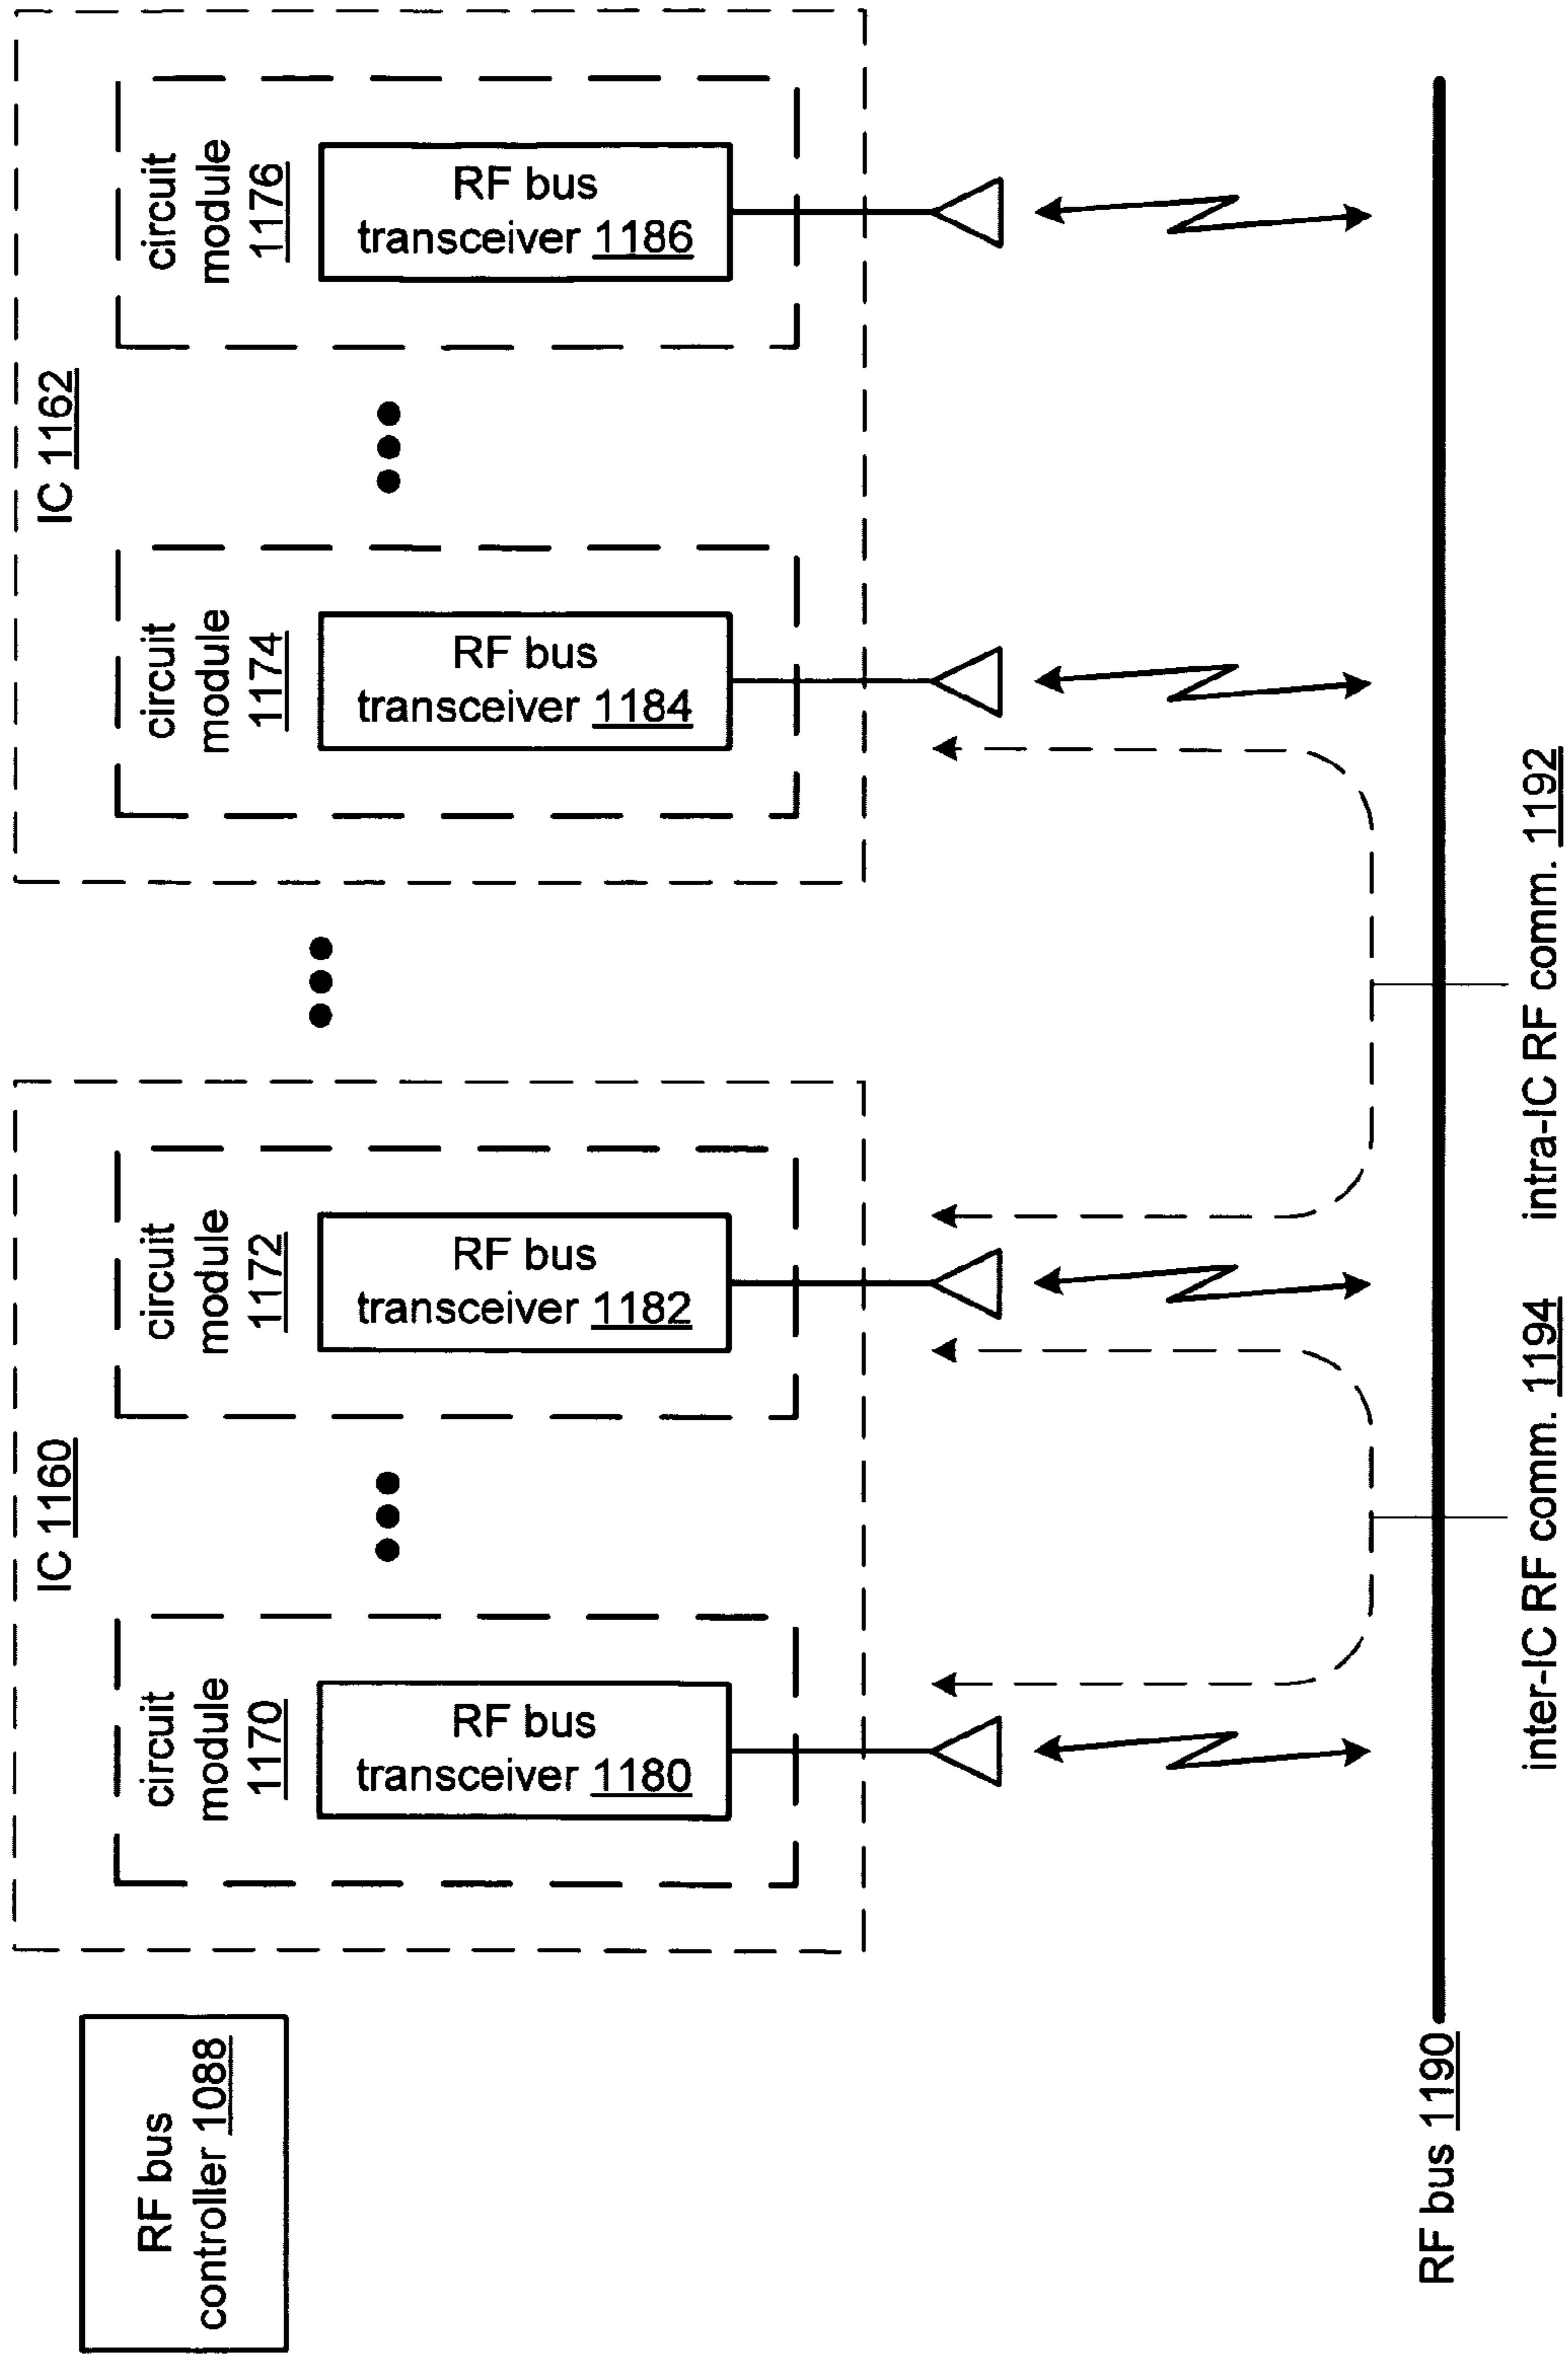 RF bus
controller 1088
IC 1160
circuit
module
1170
RF bus
transceiver 1180
circuit
module
1172
RF bus
transceiver 1182
IC 1162
circuit
module
1174
RF bus
transceiver 1184
circuit
module
1176
RF bus
transceiver 1186
RF bus 1190
inter-IC RF comm. 1194
intra-IC RF comm. 1192